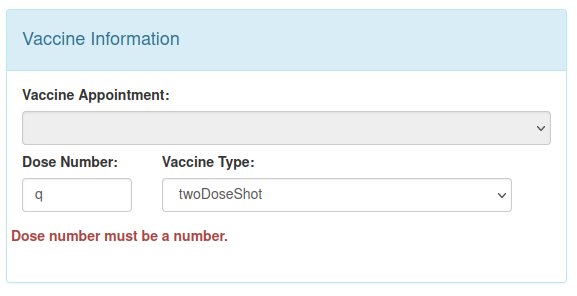 Vaccine Information
Vaccine Appointment:
Dose Number: Vaccine Type:
q twoDoseShot
Dose number must be a number.